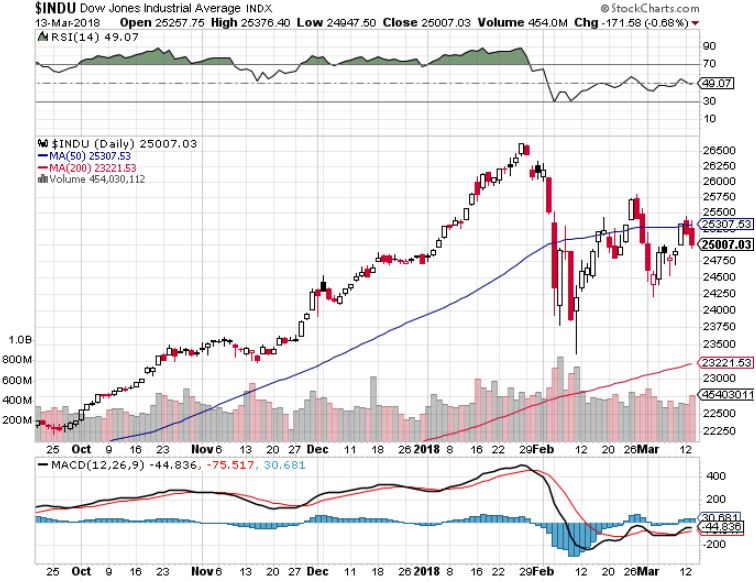 $INDU Dow Jones Industrial Average INDX
© StockCharts.com
13-Mar-2018
Open 25257.75 High 25376.40 Low 24947.50 Close 25007.03 Volume 454.0M Chg -171.58 (-0.68%)
RSI(14) 49.07
90
70
49.07
30
10
$INDU (Daily) 25007.03
MA(50) 25307.53
MA(200) 23221.53
Volume 454,030,112
26500
26250
26000
25750
25500
25307.53
25007.03
24750
24500
24250
24000
23750
23500
23221.53
23000
45403011
22500
22250
1.0B
800M
600M
400M
200M
25 Oct 9 16 23 Nov 6 13 20 27 Dec 11 18 26 2018 16 22 29 Feb 12 20 26 Mar 12
MACD(12,26,9) -44.836, -75.517, 30.681
400
200
30.681
-44.836
-200
25 Oct 9 16 23 Nov 6 13 20 27 Dec 11 18 26 2018 16 22 29 Feb 12 20 26 Mar 12